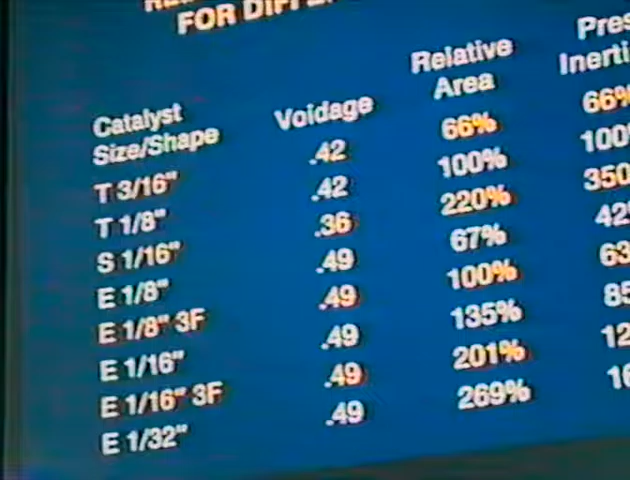 FOR DIFFE
Catalyst Size/Shape Voidage Relative Area Pres Inerti
T 3/16" .42 66% 66%
T 1/8" .42 100% 100
S 1/16" .36 220% 350
E 1/8" .49 67% 42
E 1/8" 3F .49 100% 63
E 1/16" .49 135% 85
E 1/16" 3F .49 201% 12
E 1/32" .49 269% 16